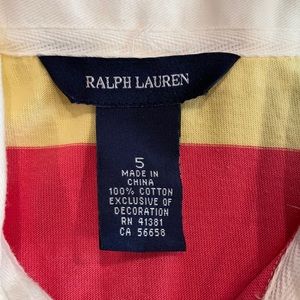 RALPH LAUREN
5
MADE IN
CHINA
100% COTTON
EXCLUSIVE OF
DECORATION
RN 41381
CA 56658